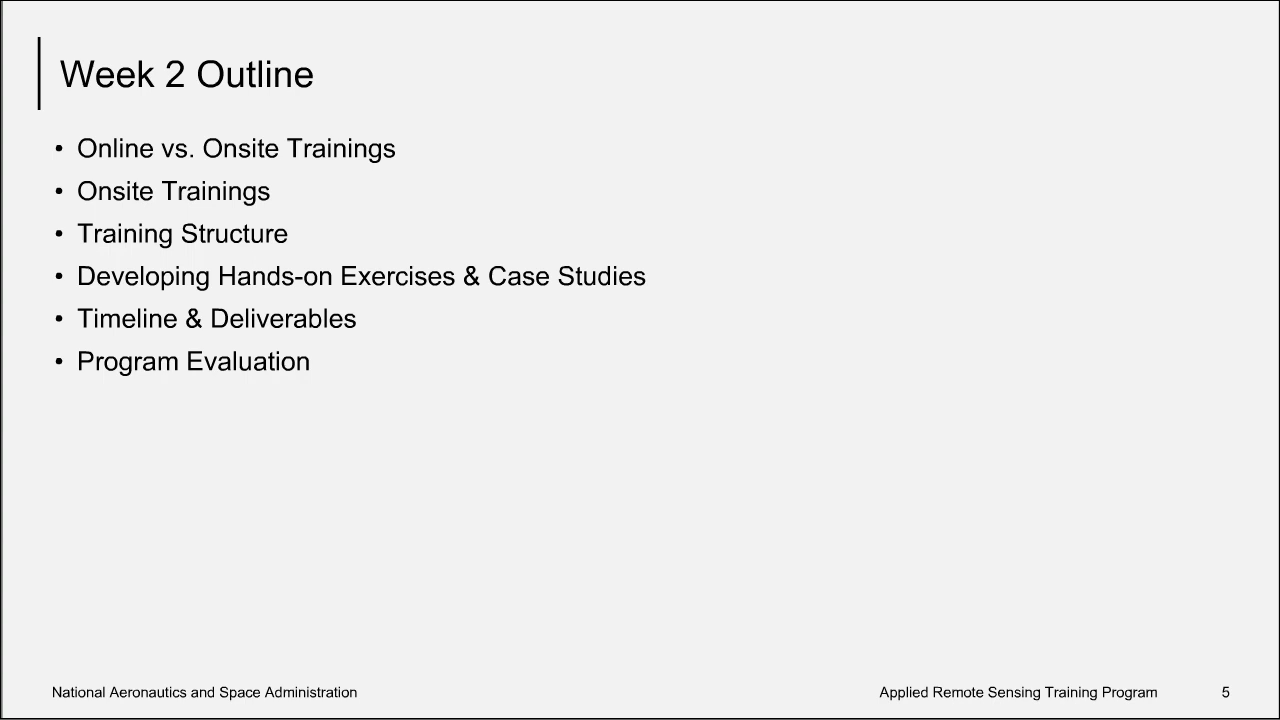 Week 2 Outline
• Online vs. Onsite Trainings
• Onsite Trainings
• Training Structure
• Developing Hands-on Exercises & Case Studies
• Timeline & Deliverables
• Program Evaluation
National Aeronautics and Space Administration
Applied Remote Sensing Training Program
5